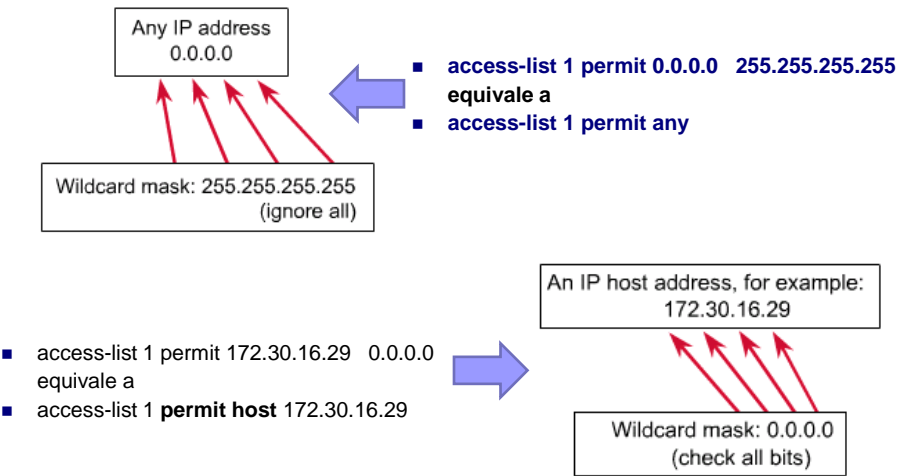 Any IP address
0.0.0.0
Wildcard mask: 255.255.255.255
(ignore all)
access-list 1 permit 0.0.0.0 255.255.255.255
equivale a
access-list 1 permit any
access-list 1 permit 172.30.16.29 0.0.0.0
equivale a
access-list 1 permit host 172.30.16.29
An IP host address, for example:
172.30.16.29
Wildcard mask: 0.0.0.0
(check all bits)